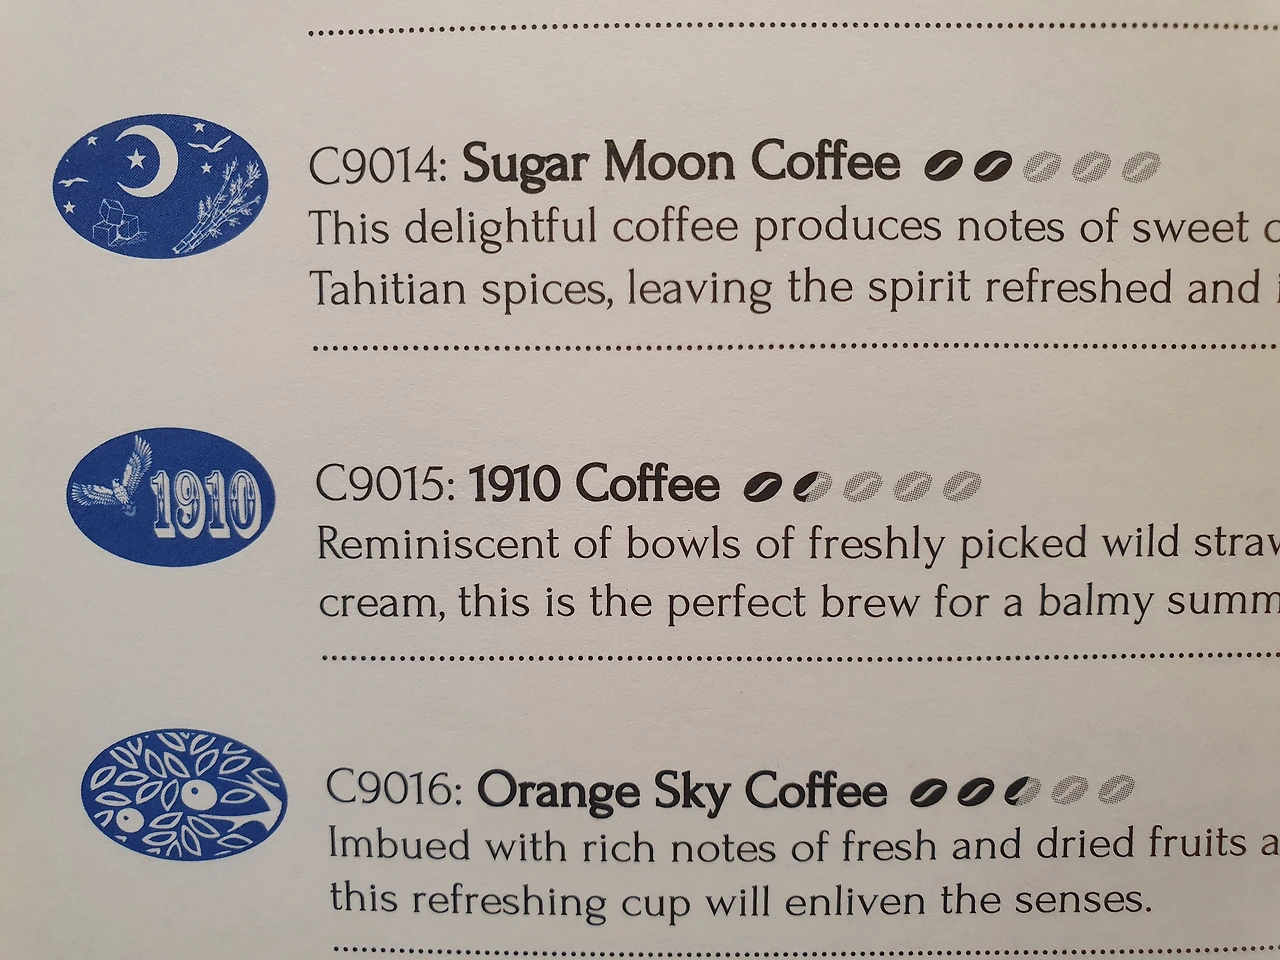 C9014: Sugar Moon Coffee
This delightful coffee produces notes of sweet
Tahitian spices, leaving the spirit refreshed and
1910
C9015: 1910 Coffee
Reminiscent of bowls of freshly picked wild
cream, this is the perfect brew for a balmy
C9016: Orange Sky Coffee
Imbued with rich notes of fresh and dried fruits
this refreshing cup will enliven the senses.